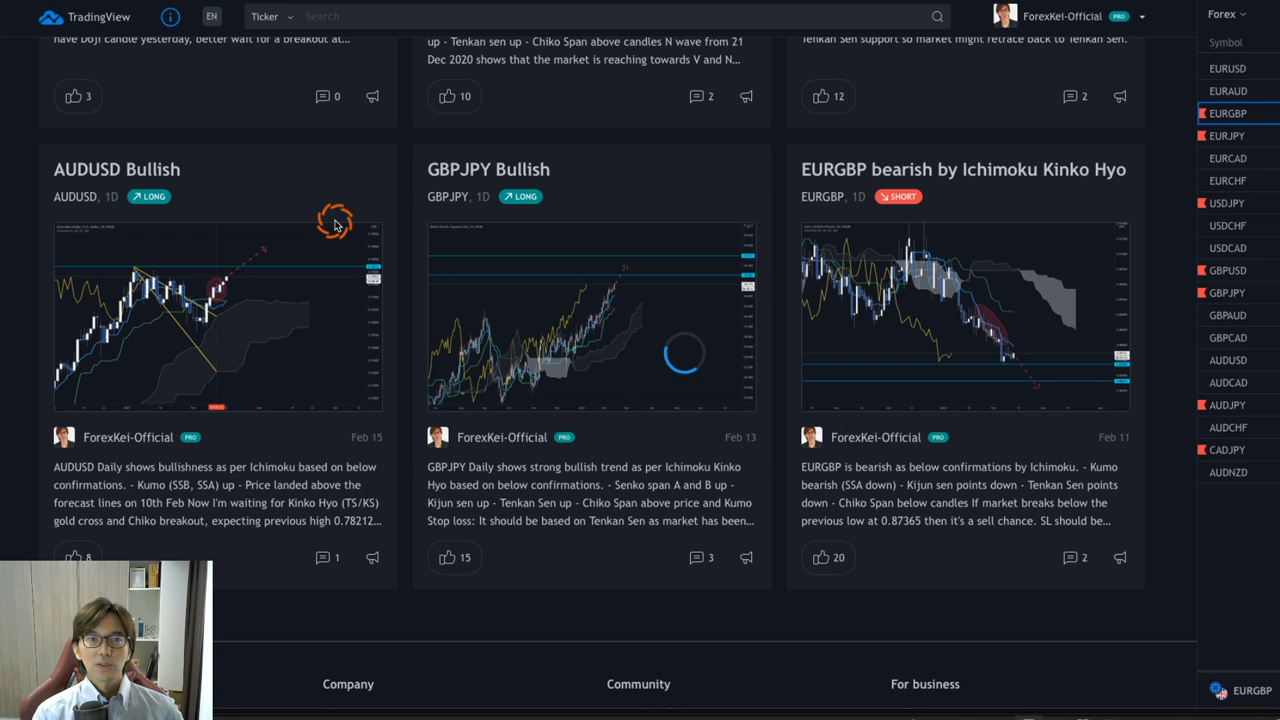 TradingView
EN
Ticker
Search
ForexKei-Official PRO
Forex
have Doji candle yesterday, better wait for a breakout at...
up - Tenkan sen up - Chiko Span above candles N wave from 21
Dec 2020 shows that the market is reaching towards V and N...
Tenkan Sen support so market might retrace back to Tenkan Sen.
3
0
10
2
12
2
AUDUSD Bullish
AUDUSD, 1D LONG
ForexKei-Official PRO
Feb 15
AUDUSD Daily shows bullishness as per Ichimoku based on below
confirmations. - Kumo (SSB, SSA) up - Price landed above the
forecast lines on 10th Feb Now I'm waiting for Kinko Hyo (TS/KS)
gold cross and Chiko breakout, expecting previous high 0.78212...
8
1
GBPJPY Bullish
GBPJPY, 1D LONG
ForexKei-Official PRO
Feb 13
GBPJPY Daily shows strong bullish trend as per Ichimoku Kinko
Hyo based on below confirmations. - Senko span A and B up -
Kijun sen up - Tenkan Sen up - Chiko Span above price and Kumo
Stop loss: It should be based on Tenkan Sen as market has been...
15
3
EURGBP bearish by Ichimoku Kinko Hyo
EURGBP, 1D SHORT
ForexKei-Official PRO
Feb 11
EURGBP is bearish as below confirmations by Ichimoku. - Kumo
bearish (SSA down) - Kijun sen points down - Tenkan Sen points
down - Chiko Span below candles If market breaks below the
previous low at 0.87365 then it's a sell chance. SL should be...
20
2
Company
Community
For business
Symbol
EURUSD
EURAUD
EURGBP
EURJPY
EURCAD
EURCHF
USDJPY
USDCHF
USDCAD
GBPUSD
GBPJPY
GBPAUD
GBPCAD
AUDUSD
AUDCAD
AUDJPY
AUDCHF
CADJPY
AUDNZD
EURGBP